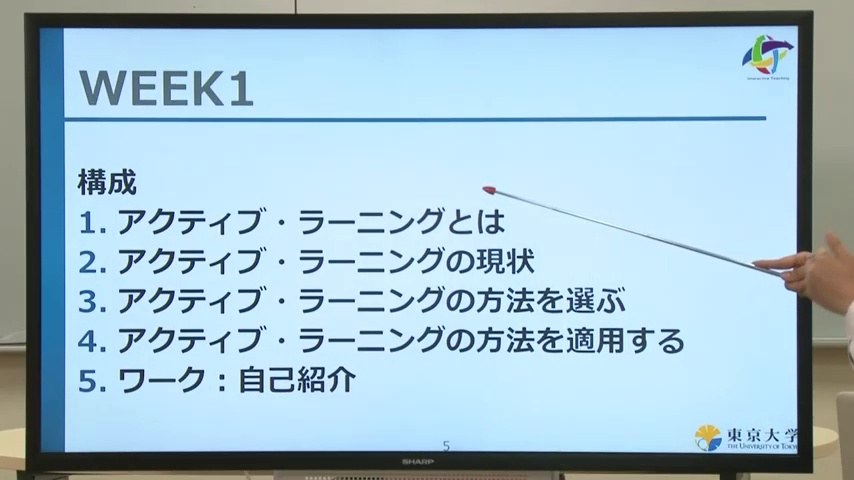 WEEK1
Interactive Teaching
構成
1. アクティブ・ラーニングとは
2. アクティブ・ラーニングの現状
3. アクティブ・ラーニングの方法を選ぶ
4. アクティブ・ラーニングの方法を適用する
5. ワーク：自己紹介
5
東京大学
THE UNIVERSITY OF TOKYO
SHARP